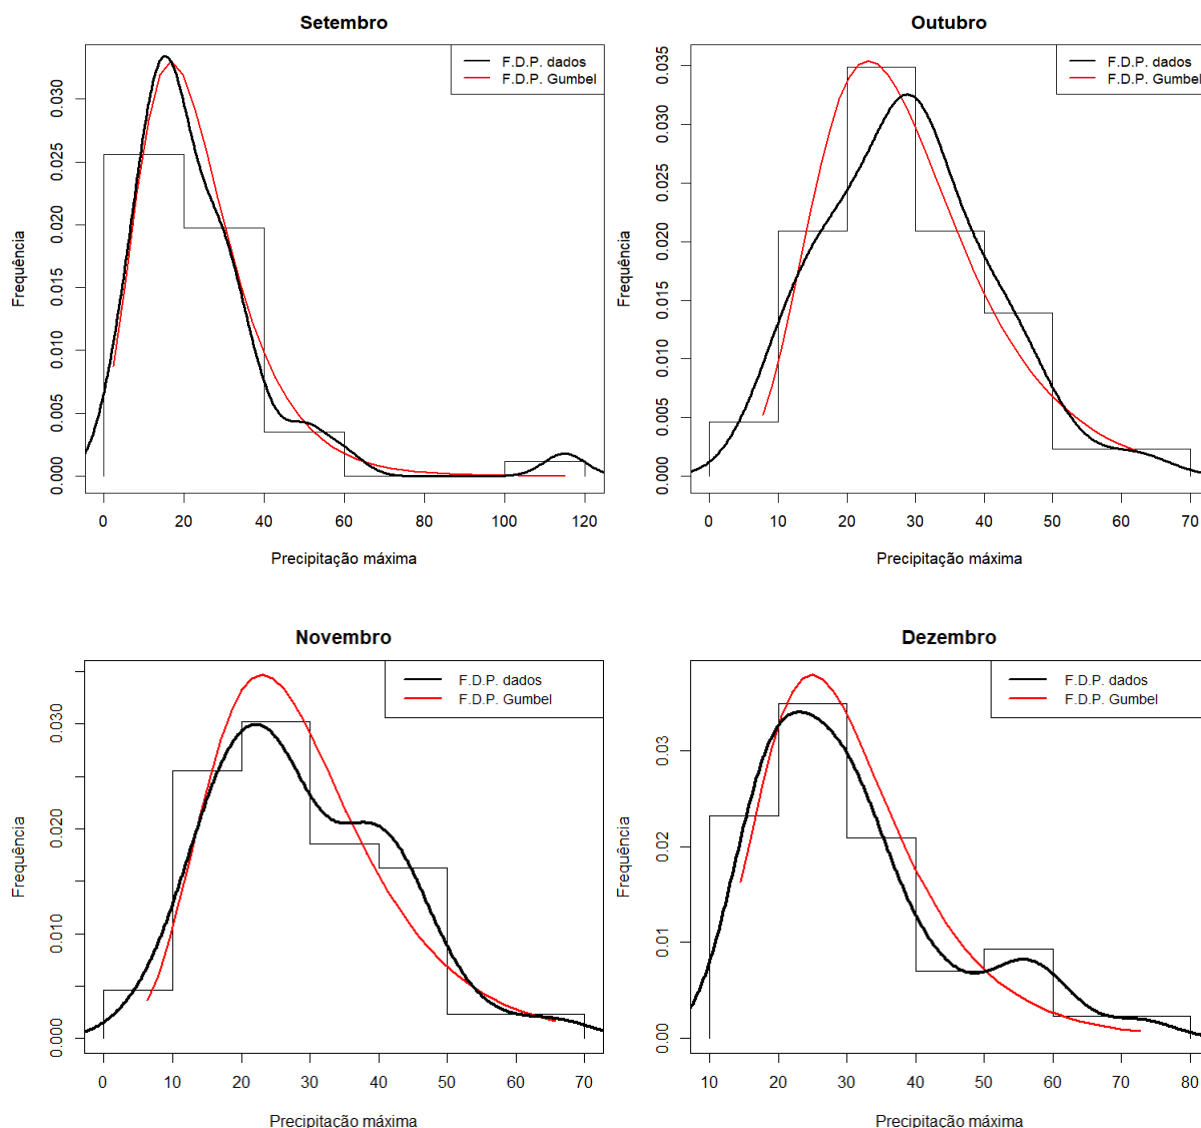 Setembro
F.D.P. dados
F.D.P. Gumbel
Frequência
0.000 0.005 0.010 0.015 0.020 0.025 0.030
0 20 40 60 80 100 120
Precipitação máxima
Outubro
F.D.P. dados
F.D.P. Gumbel
Frequência
0.000 0.005 0.010 0.015 0.020 0.025 0.030 0.035
0 10 20 30 40 50 60 70
Precipitação máxima
Novembro
F.D.P. dados
F.D.P. Gumbel
Frequência
0.000 0.010 0.020 0.030
0 10 20 30 40 50 60 70
Precipitação máxima
Dezembro
F.D.P. dados
F.D.P. Gumbel
Frequência
0.00 0.01 0.02 0.03
10 20 30 40 50 60 70 80
Precipitação máxima